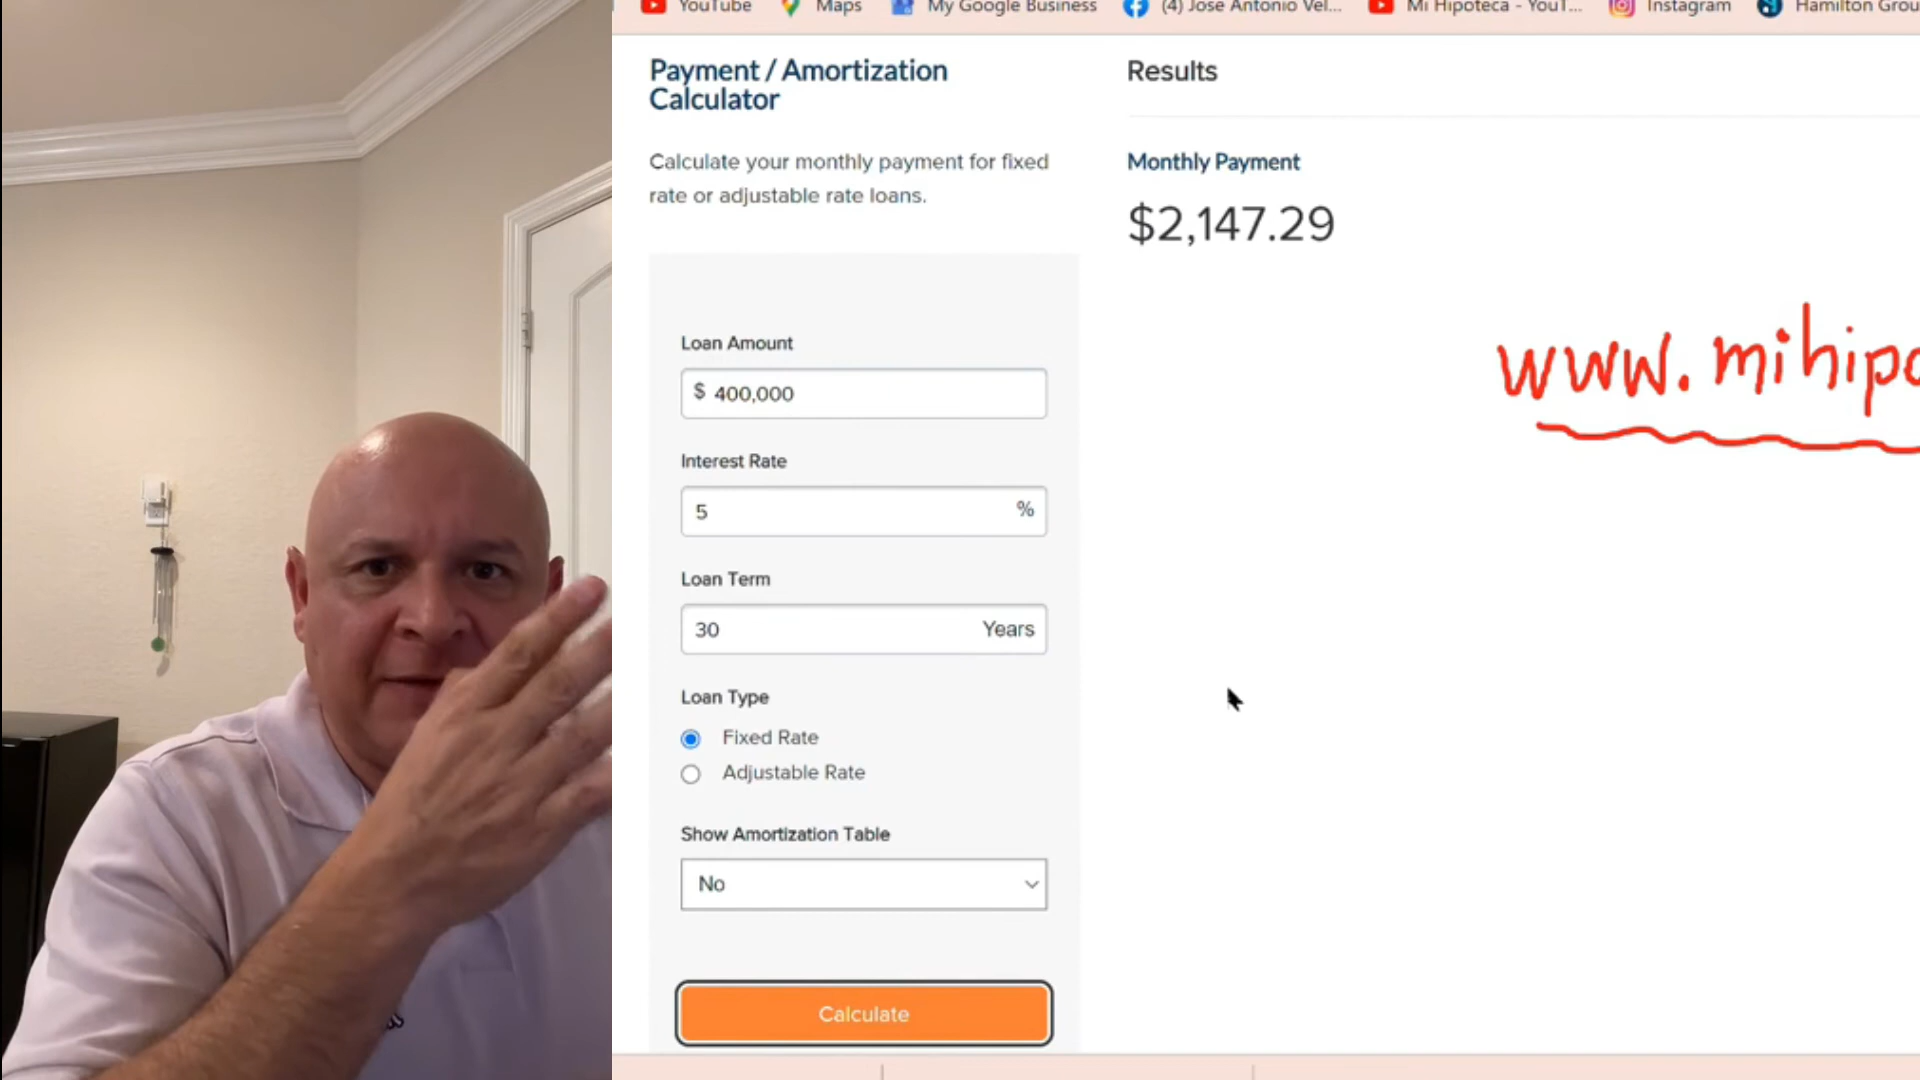 YouTube Maps My Google Business (4) Jose Antonio Vel... Mi Hipoteca - YouT... Instagram Hamilton Grou
Payment / Amortization
Calculator
Calculate your monthly payment for fixed
rate or adjustable rate loans.
Loan Amount
$ 400,000
Interest Rate
5 %
Loan Term
30 Years
Loan Type
Fixed Rate
Adjustable Rate
Show Amortization Table
No
Calculate
Results
Monthly Payment
$2,147.29
www.mihipo